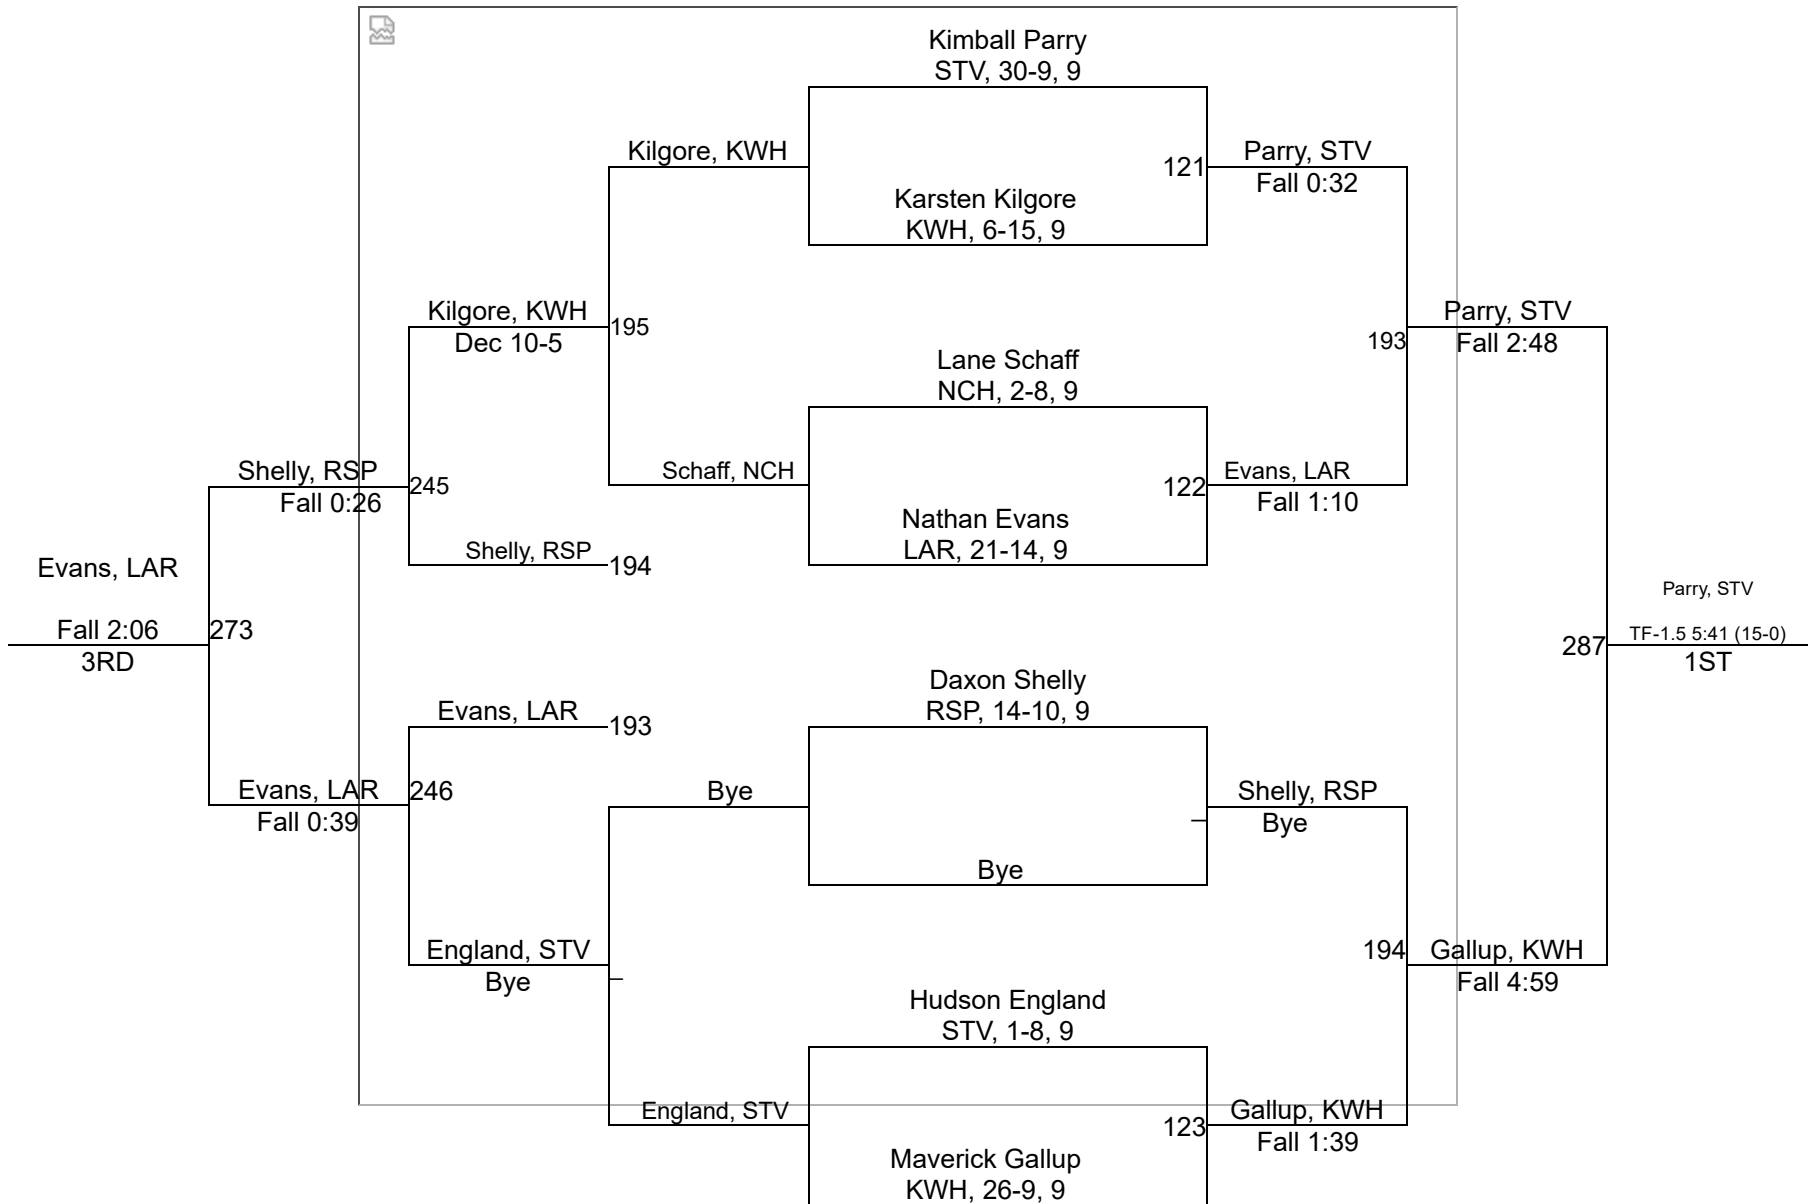 Kimball Parry
STV, 30-9, 9
Kilgore, KWH
121
Parry, STV
Fall 0:32
Karsten Kilgore
KWH, 6-15, 9
Kilgore, KWH
Dec 10-5
195
Parry, STV
Fall 2:48
193
Lane Schaff
NCH, 2-8, 9
Shelly, RSP
Fall 0:26
245
Schaff, NCH
122
Evans, LAR
Fall 1:10
Nathan Evans
LAR, 21-14, 9
Shelly, RSP
194
Evans, LAR
Fall 2:06
3RD
273
Parry, STV
TF-1.5 5:41 (15-0)
1ST
287
Daxon Shelly
RSP, 14-10, 9
Evans, LAR
193
Evans, LAR
Fall 0:39
246
Bye
Shelly, RSP
Bye
Bye
England, STV
Bye
194
Gallup, KWH
Fall 4:59
Hudson England
STV, 1-8, 9
England, STV
123
Gallup, KWH
Fall 1:39
Maverick Gallup
KWH, 26-9, 9